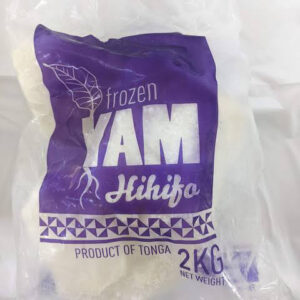 frozen
YAM
Hihifo
PRODUCT OF TONGA
2KG
NET WEIGHT